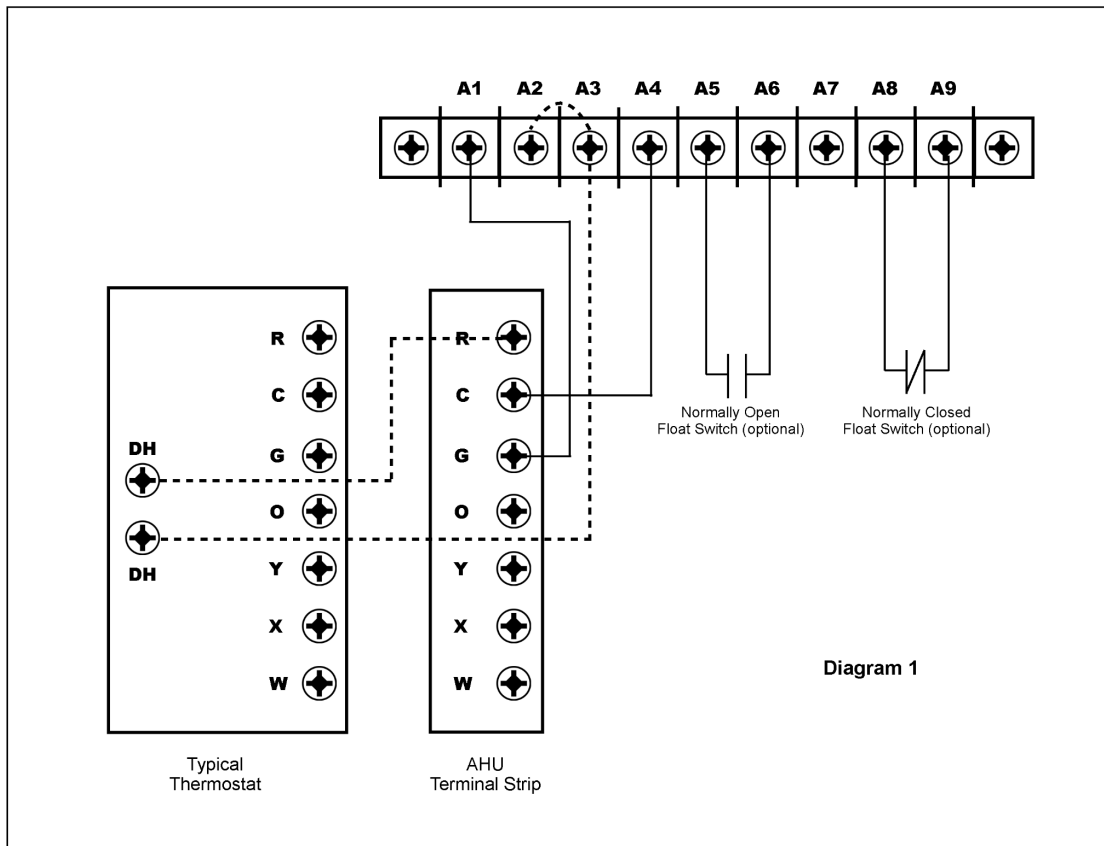 A1 A2 A3 A4 A5 A6 A7 A8 A9
R R
C C
Normally Open
Float Switch (optional)
Normally Closed
Float Switch (optional)
DH
G G
O O
DH
Y Y
X X
W W
Diagram 1
Typical
Thermostat
AHU
Terminal Strip